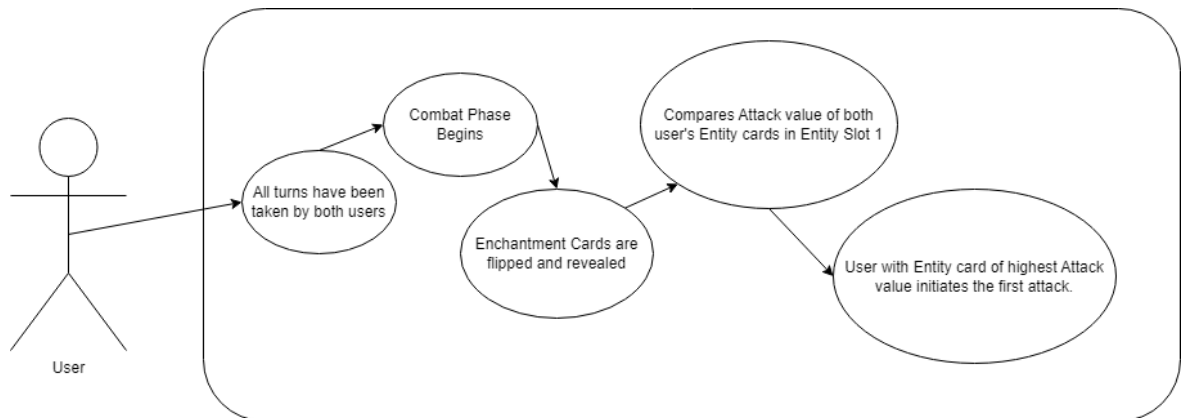 User
All turns have been
taken by both users
Combat Phase
Begins
Enchantment Cards are
flipped and revealed
Compares Attack value of both
user's Entity cards in Entity Slot 1
User with Entity card of highest Attack
value initiates the first attack.